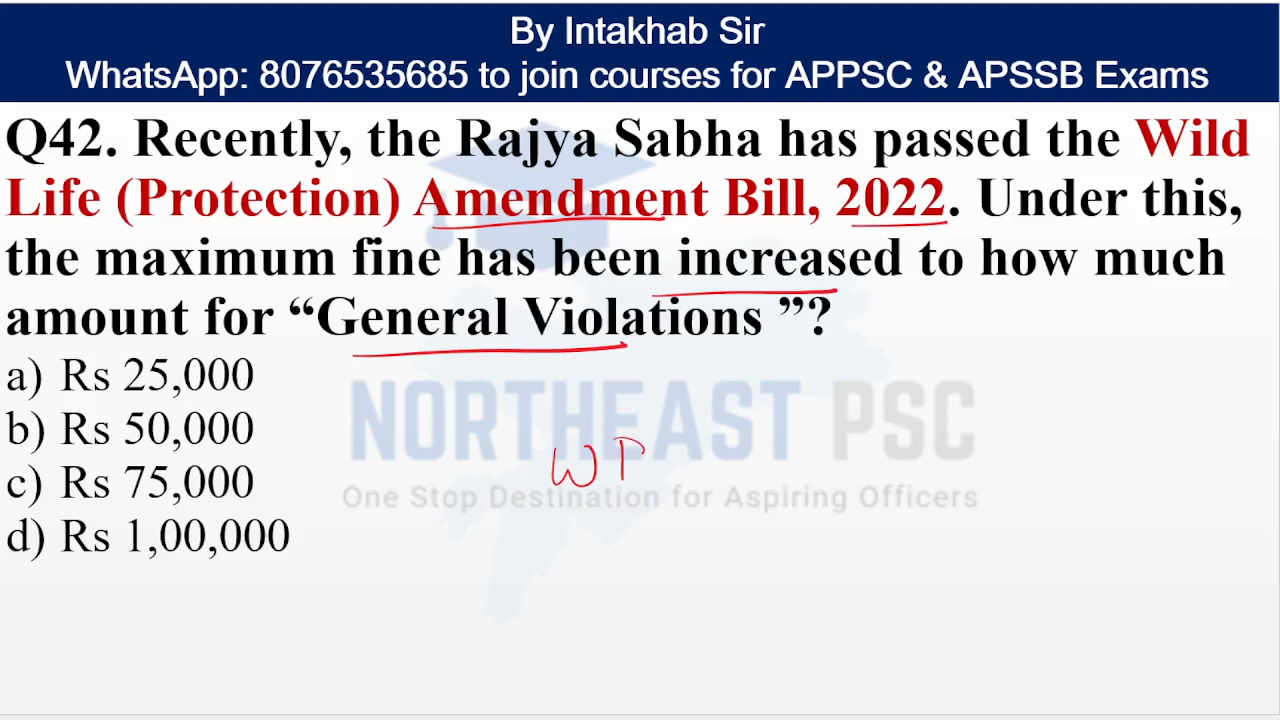 By Intakhab Sir
WhatsApp: 8076535685 to join courses for APPSC & APSSB Exams
Q42. Recently, the Rajya Sabha has passed the Wild
Life (Protection) Amendment Bill, 2022. Under this,
the maximum fine has been increased to how much
amount for “General Violations ”?
a) Rs 25,000
b) Rs 50,000
c) Rs 75,000
d) Rs 1,00,000
NORTHEAST PSC
WP
One Stop Destination for Aspiring Officers